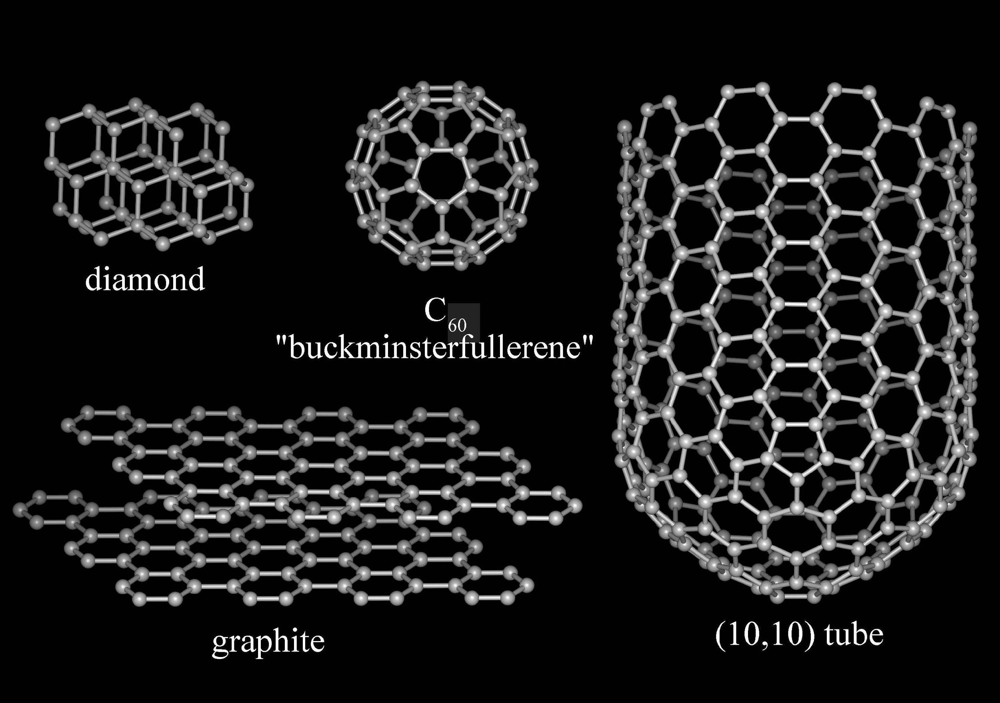 diamond
C60
"buckminsterfullerene"
graphite
(10,10) tube